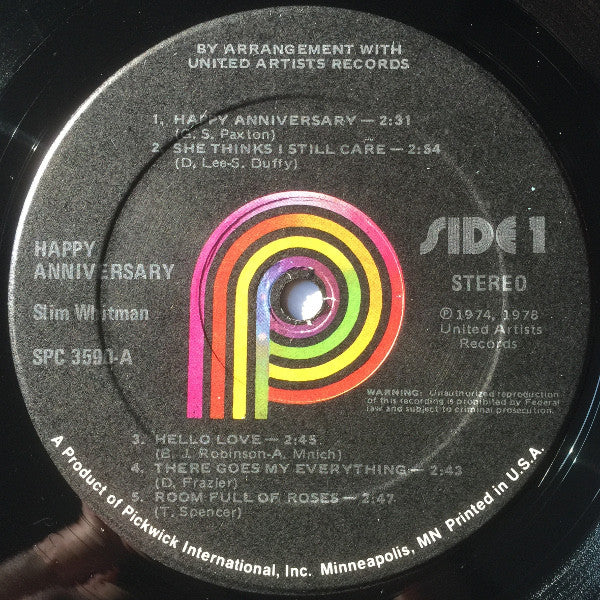 BY ARRANGEMENT WITH
UNITED ARTISTS RECORDS
1. HAPPY ANNIVERSARY — 2:31
(G. S. Paxton)
2. SHE THINKS I STILL CARE — 2:54
(D. Lee-S. Duffy)
SIDE 1
HAPPY
ANNIVERSARY
STEREO
Slim Whitman
℗ 1974, 1978
United Artists
Records
SPC 3590-A
WARNING: Unauthorized reproduction
of this recording is prohibited by Federal
law and subject to criminal prosecution.
3. HELLO LOVE — 2:45
(B. J. Robinson-A. Mnich)
4. THERE GOES MY EVERYTHING — 2:43
(D. Frazier)
5. ROOM FULL OF ROSES — 2:47
(T. Spencer)
A Product of Pickwick International, Inc. Minneapolis, MN Printed in U.S.A.